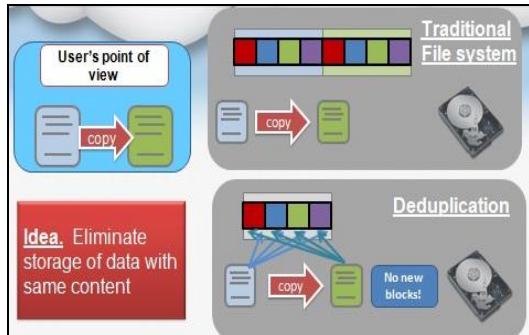 User's point of
view
copy
Idea. Eliminate
storage of data with
same content
Traditional
File system
copy
Deduplication
copy
No new
blocks!